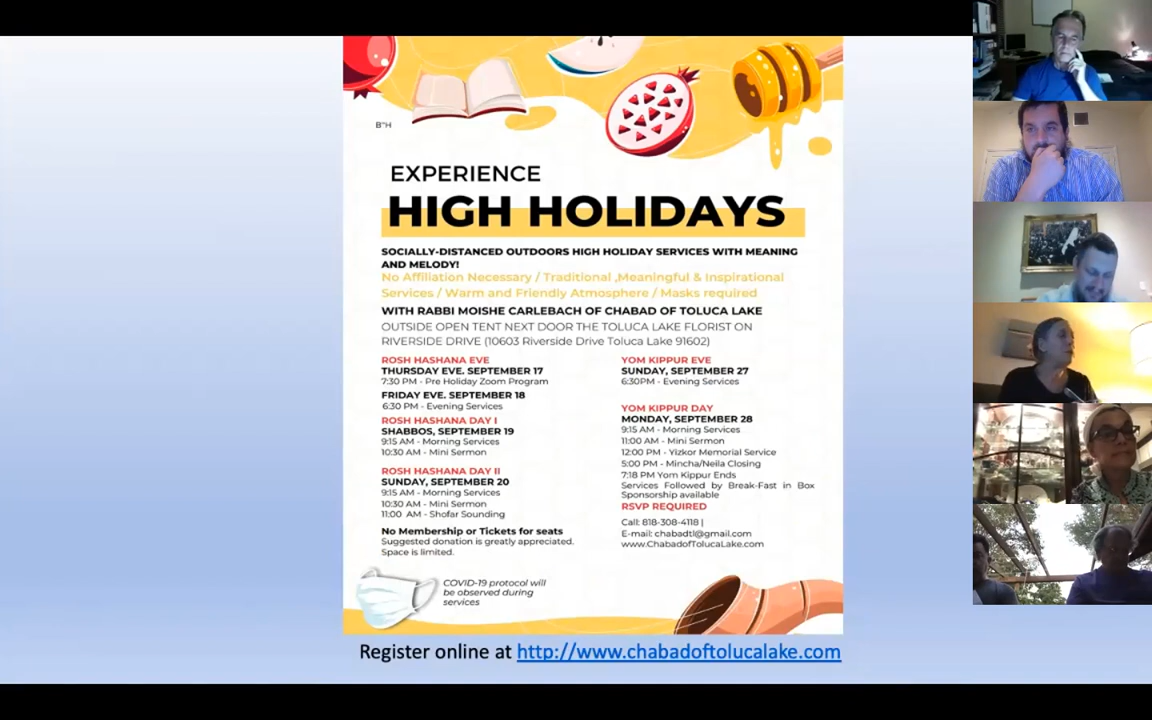 B"H
EXPERIENCE
HIGH HOLIDAYS
SOCIALLY-DISTANCED OUTDOORS HIGH HOLIDAY SERVICES WITH MEANING
AND MELODY!
No Affiliation Necessary / Traditional ,Meaningful & Inspirational
Services / Warm and Friendly Atmosphere / Masks required
WITH RABBI MOISHE CARLEBACH OF CHABAD OF TOLUCA LAKE
OUTSIDE OPEN TENT NEXT DOOR THE TOLUCA LAKE FLORIST ON
RIVERSIDE DRIVE (10603 Riverside Drive Toluca Lake 91602)
ROSH HASHANA EVE
THURSDAY EVE. SEPTEMBER 17
7:30 PM - Pre Holiday Zoom Program
FRIDAY EVE. SEPTEMBER 18
6:30 PM - Evening Services
ROSH HASHANA DAY I
SHABBOS, SEPTEMBER 19
9:15 AM - Morning Services
10:30 AM - Mini Sermon
ROSH HASHANA DAY II
SUNDAY, SEPTEMBER 20
9:15 AM - Morning Services
10:30 AM - Mini Sermon
11:00 AM - Shofar Sounding
No Membership or Tickets for seats
Suggested donation is greatly appreciated.
Space is limited.
YOM KIPPUR EVE
SUNDAY, SEPTEMBER 27
6:30PM - Evening Services
YOM KIPPUR DAY
MONDAY, SEPTEMBER 28
9:15 AM - Morning Services
11:00 AM - Mini Sermon
12:00 PM - Yizkor Memorial Service
5:00 PM - Mincha/Neila Closing
7:18 PM Yom Kippur Ends
Services Followed by Break-Fast in Box
Sponsorship available
RSVP REQUIRED
Call: 818-308-4118 |
E-mail: chabadtl@gmail.com
www.ChabadofTolucaLake.com
COVID-19 protocol will
be observed during
services
Register online at http://www.chabadoftolucalake.com